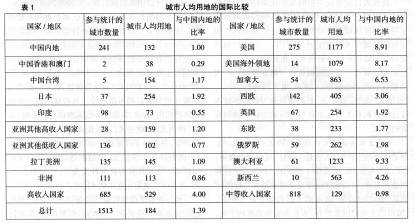 表1 城市人均用地的国际比较
国家/地区 参与统计的城市数量 城市人均用地 与中国内地的比率 国家/地区 参与统计的城市数量 城市人均用地 与中国内地的比率
中国内地 241 132 1.00 美国 275 1177 8.91
中国香港和澳门 2 38 0.29 美国海外领地 14 1079 8.17
中国台湾 5 154 1.17 加拿大 54 863 6.53
日本 37 254 1.92 西欧 142 405 3.06
印度 98 73 0.55 英国 67 254 1.92
亚洲其他高收入国家 28 159 1.20 东欧 38 233 1.77
亚洲其他低收入国家 136 102 0.77 俄罗斯 59 262 1.98
拉丁美洲 135 145 1.09 澳大利亚 61 1233 9.33
非洲 111 113 0.86 新西兰 10 563 4.26
高收入国家 685 529 4.00 中等收入国家 818 129 0.98
总计 1513 184 1.39